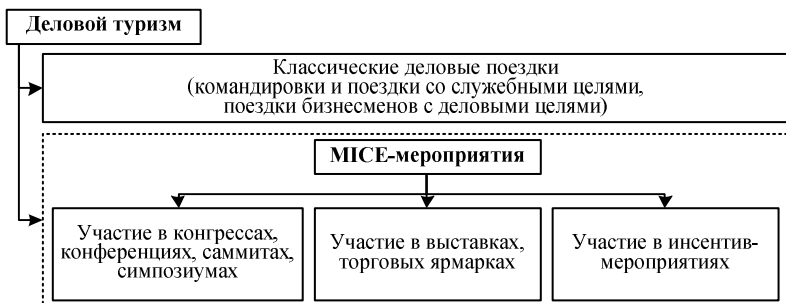 Деловой туризм
Классические деловые поездки
(командировки и поездки со служебными целями,
поездки бизнесменов с деловыми целями)
MICE-мероприятия
Участие в конгрессах,
конференциях, саммитах,
симпозиумах
Участие в выставках,
торговых ярмарках
Участие в инсентив-
мероприятиях